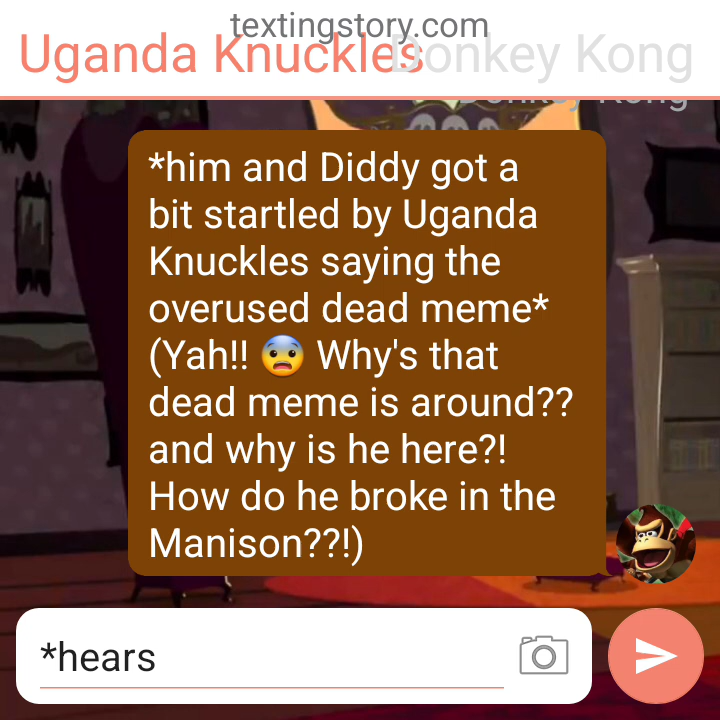 textingstory.com
Uganda Knuckles
Donkey Kong
Donkey Kong
*him and Diddy got a
bit startled by Uganda
Knuckles saying the
overused dead meme*
(Yah!! 😨 Why's that
dead meme is around??
and why is he here?!
How do he broke in the
Manison??!)
*hears